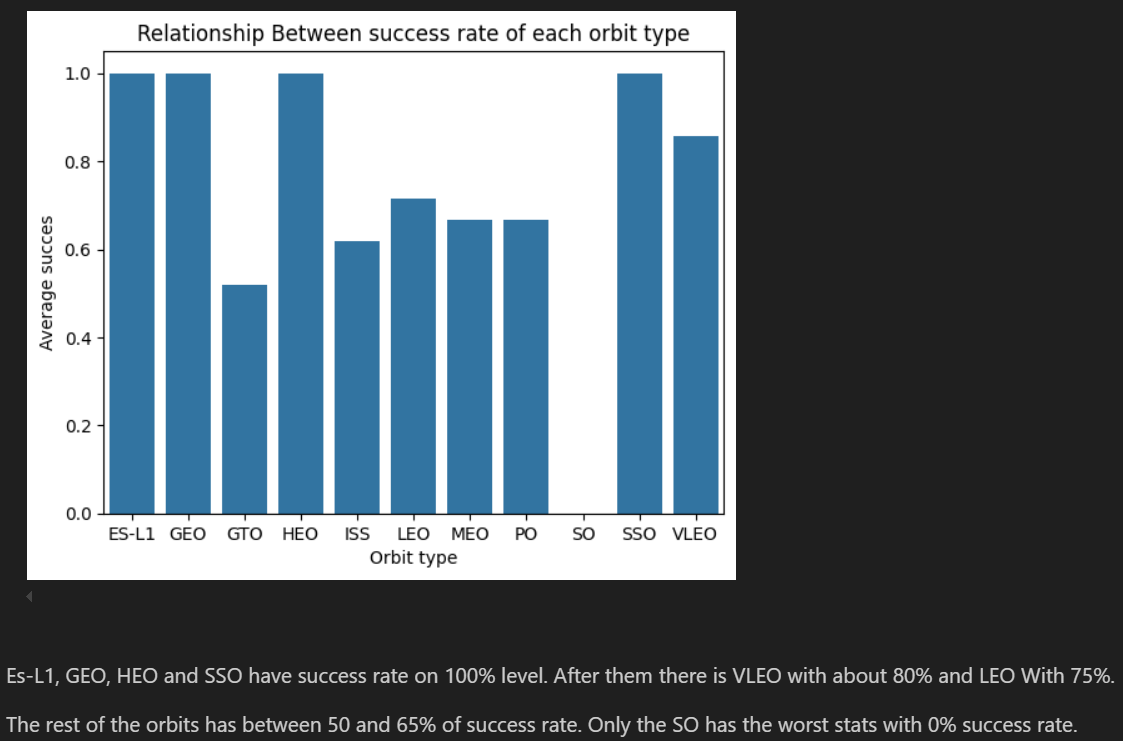 Relationship Between success rate of each orbit type
1.0
0.8
0.6
0.4
0.2
0.0
Average succes
ES-L1 GEO GTO HEO ISS LEO MEO PO SO SSO VLEO
Orbit type
Es-L1, GEO, HEO and SSO have success rate on 100% level. After them there is VLEO with about 80% and LEO With 75%.
The rest of the orbits has between 50 and 65% of success rate. Only the SO has the worst stats with 0% success rate.